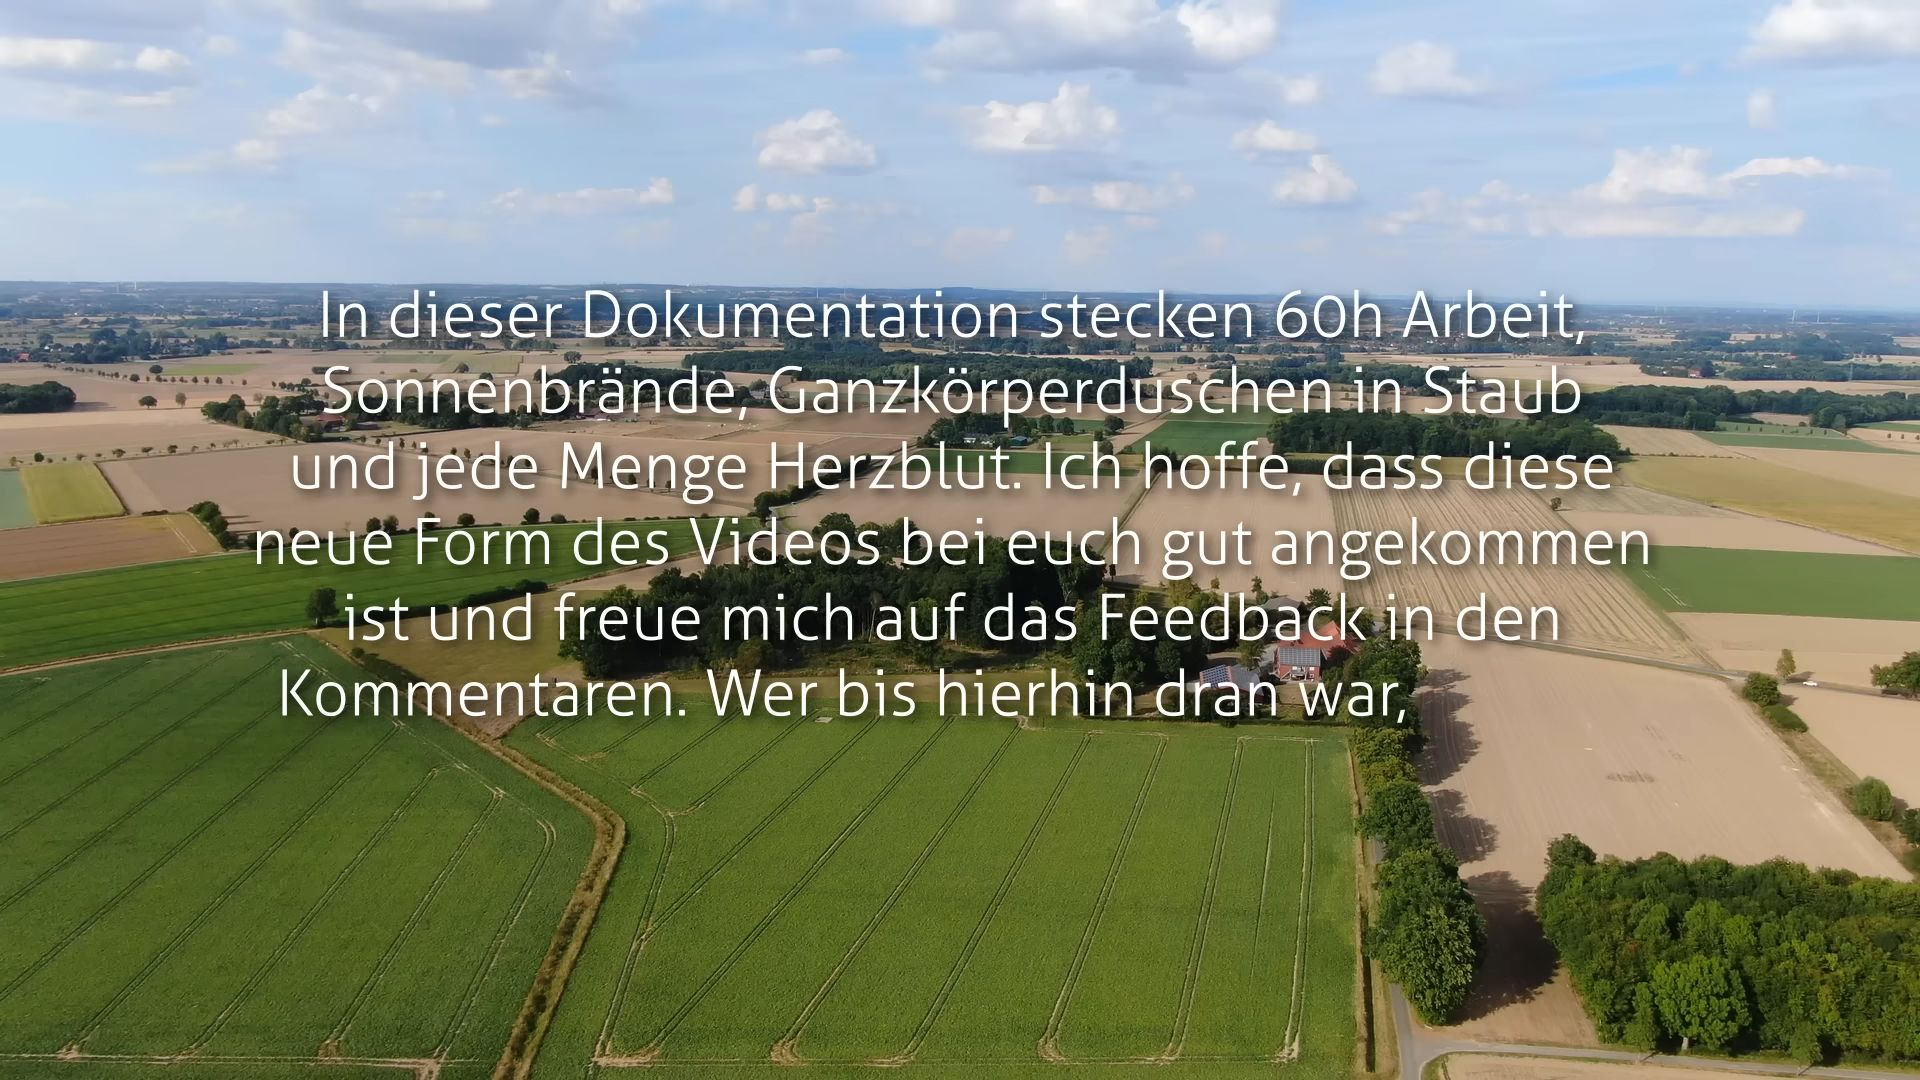 In dieser Dokumentation stecken 60h Arbeit,
Sonnenbrände, Ganzkörperduschen in Staub
und jede Menge Herzblut. Ich hoffe, dass diese
neue Form des Videos bei euch gut angekommen
ist und freue mich auf das Feedback in den
Kommentaren. Wer bis hierhin dran war,